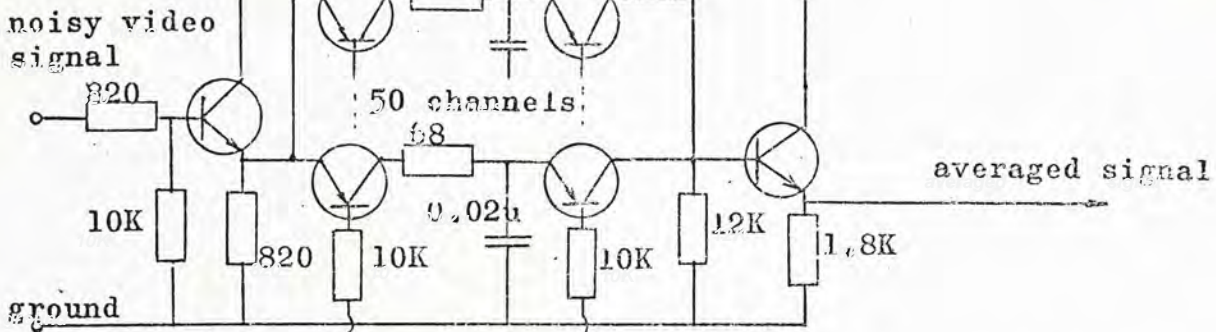 noisy video
signal
820
50 channels
68
averaged signal
10K
820
10K
0.02u
10K
12K
1.8K
ground